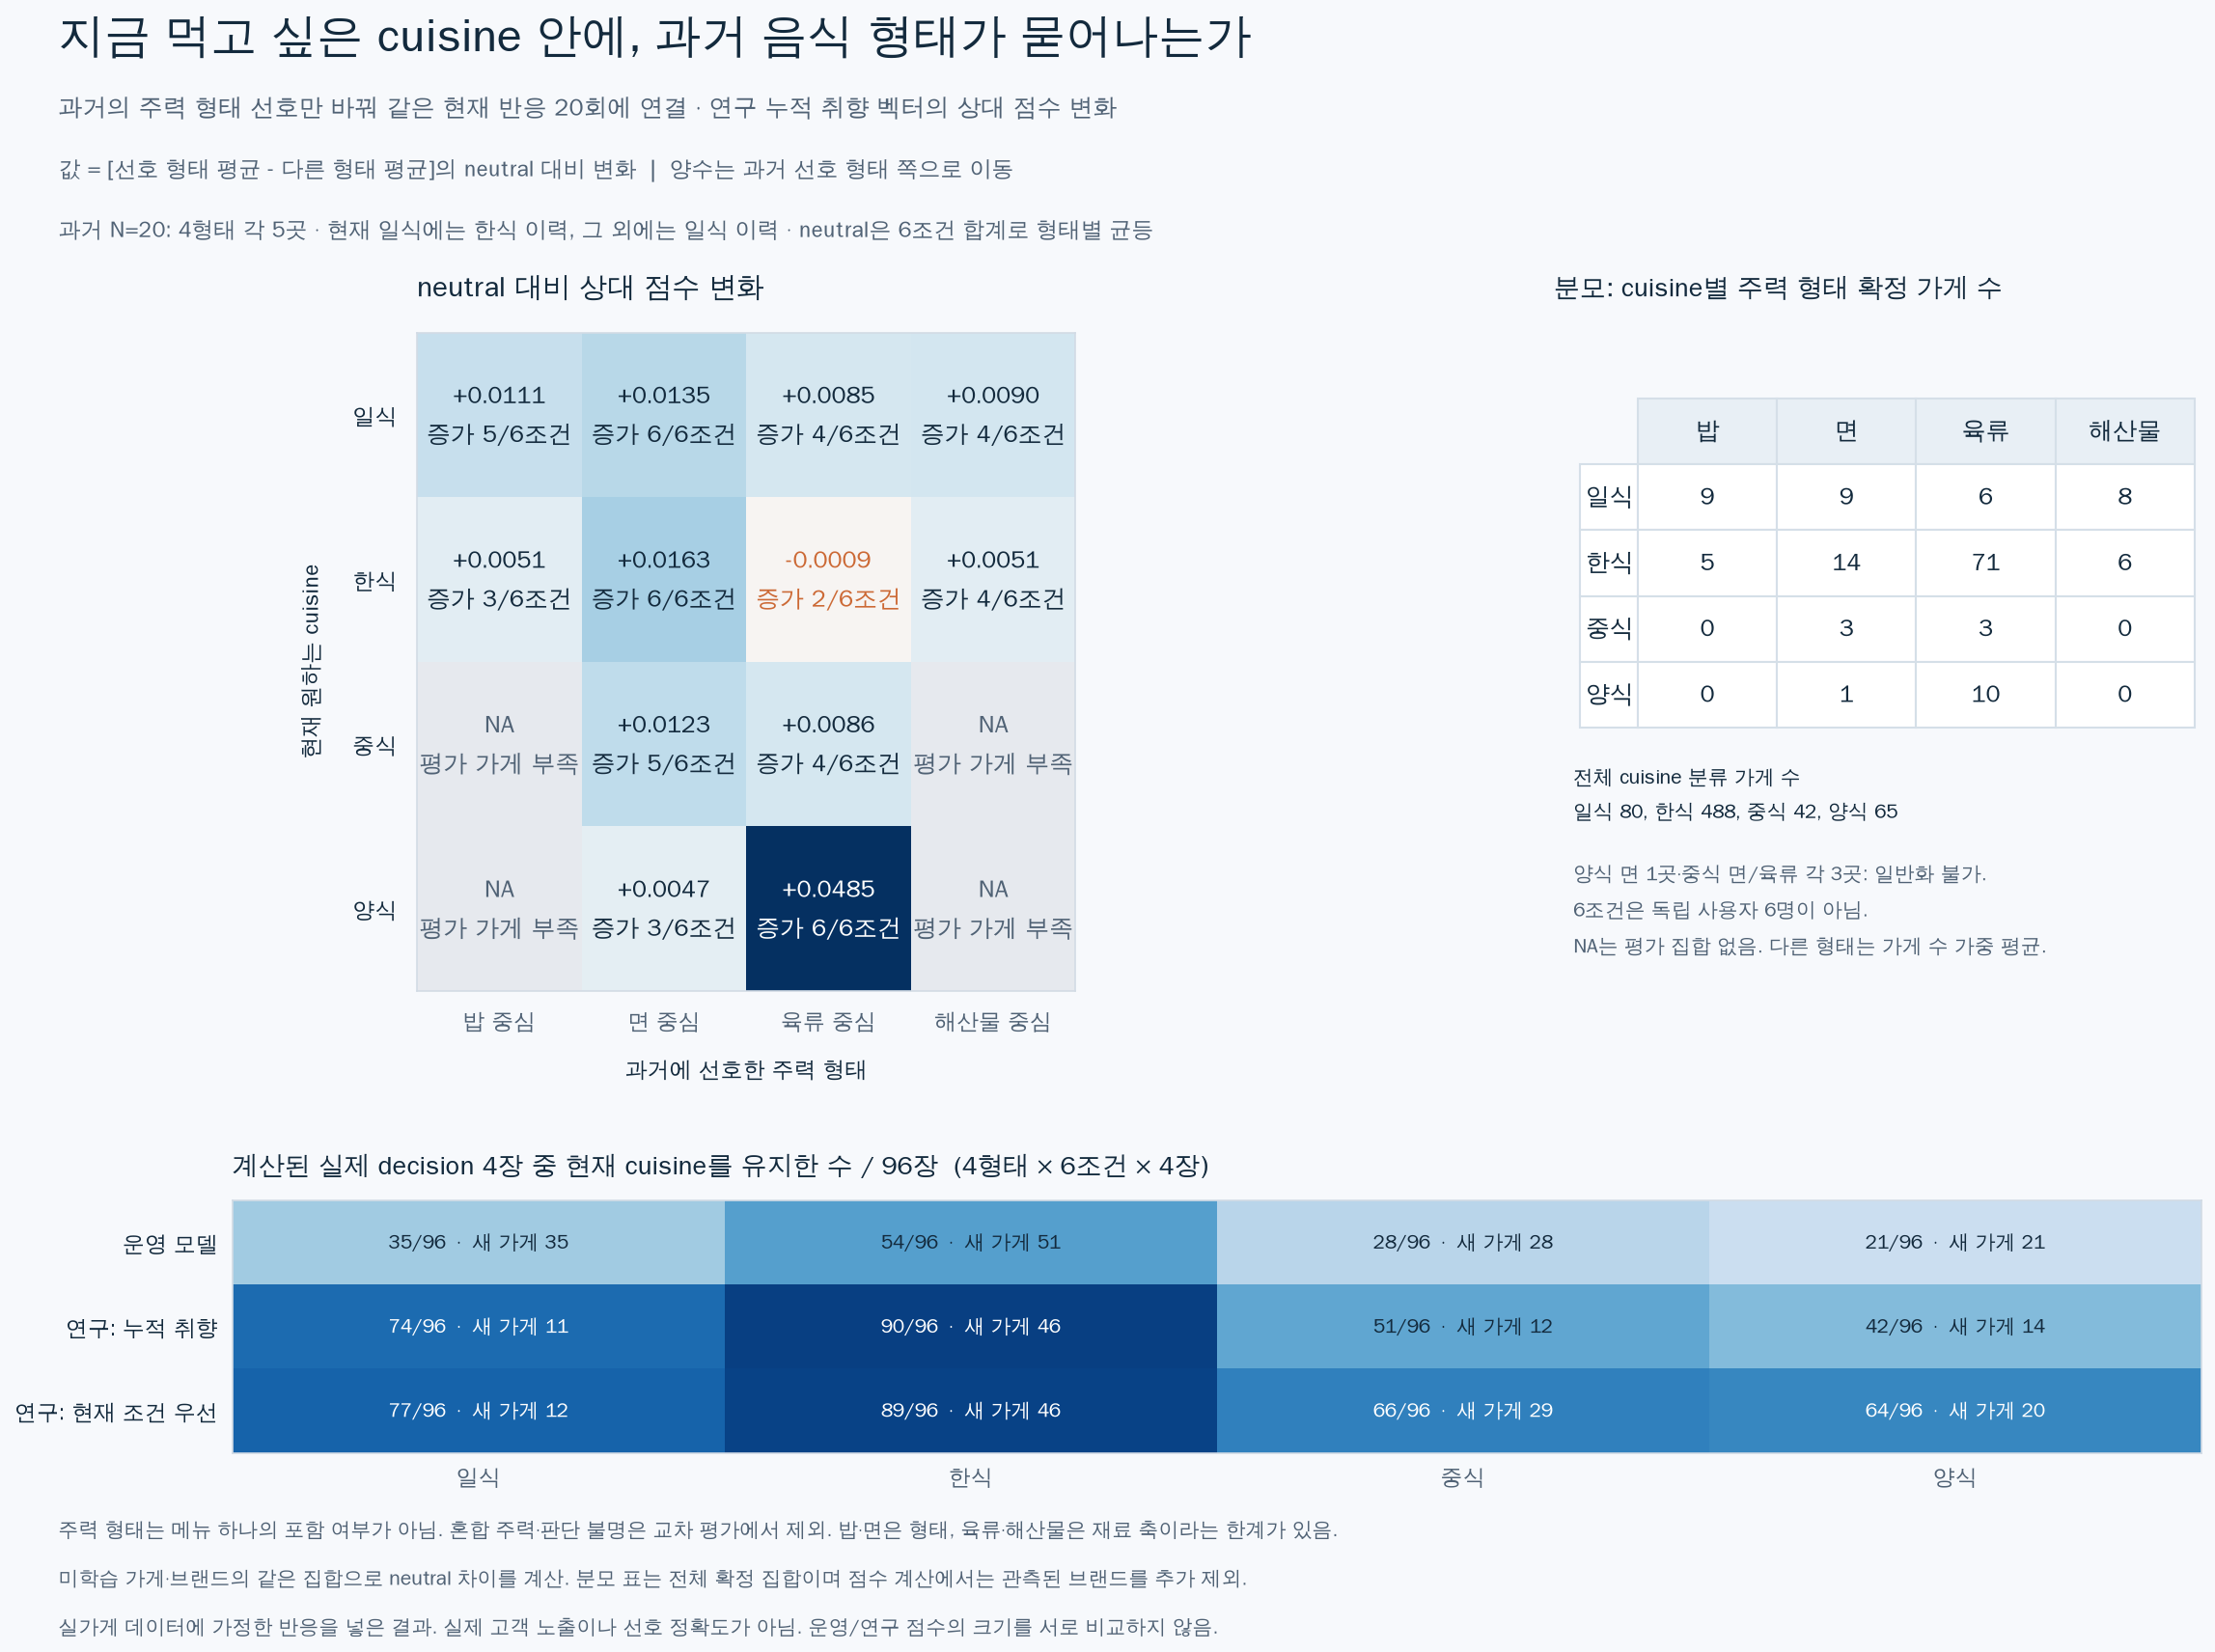 지금 먹고 싶은 cuisine 안에, 과거 음식 형태가 묻어나는가
과거의 주력 형태 선호만 바꿔 같은 현재 반응 20회에 연결 · 연구 누적 취향 벡터의 상대 점수 변화
값 = [선호 형태 평균 - 다른 형태 평균]의 neutral 대비 변화 | 양수는 과거 선호 형태 쪽으로 이동
과거 N=20: 4형태 각 5곳 · 현재 일식에는 한식 이력, 그 외에는 일식 이력 · neutral은 6조건 합계로 형태별 균등
neutral 대비 상대 점수 변화
현재 원하는 cuisine
일식
+0.0111 +0.0135 +0.0085 +0.0090
증가 5/6조건 증가 6/6조건 증가 4/6조건 증가 4/6조건
한식
+0.0051 +0.0163 -0.0009 +0.0051
증가 3/6조건 증가 6/6조건 증가 2/6조건 증가 4/6조건
중식
NA +0.0123 +0.0086 NA
평가 가게 부족 증가 5/6조건 증가 4/6조건 평가 가게 부족
양식
NA +0.0047 +0.0485 NA
평가 가게 부족 증가 3/6조건 증가 6/6조건 평가 가게 부족
밥 중심 면 중심 육류 중심 해산물 중심
과거에 선호한 주력 형태
분모: cuisine별 주력 형태 확정 가게 수
밥 면 육류 해산물
일식 9 9 6 8
한식 5 14 71 6
중식 0 3 3 0
양식 0 1 10 0
전체 cuisine 분류 가게 수
일식 80, 한식 488, 중식 42, 양식 65
양식 면 1곳·중식 면/육류 각 3곳: 일반화 불가.
6조건은 독립 사용자 6명이 아님.
NA는 평가 집합 없음. 다른 형태는 가게 수 가중 평균.
계산된 실제 decision 4장 중 현재 cuisine를 유지한 수 / 96장 (4형태 × 6조건 × 4장)
운영 모델 35/96 · 새 가게 35 54/96 · 새 가게 51 28/96 · 새 가게 28 21/96 · 새 가게 21
연구: 누적 취향 74/96 · 새 가게 11 90/96 · 새 가게 46 51/96 · 새 가게 12 42/96 · 새 가게 14
연구: 현재 조건 우선 77/96 · 새 가게 12 89/96 · 새 가게 46 66/96 · 새 가게 29 64/96 · 새 가게 20
일식 한식 중식 양식
주력 형태는 메뉴 하나의 포함 여부가 아님. 혼합 주력·판단 불명은 교차 평가에서 제외. 밥·면은 형태, 육류·해산물은 재료 축이라는 한계가 있음.
미학습 가게·브랜드의 같은 집합으로 neutral 차이를 계산. 분모 표는 전체 확정 집합이며 점수 계산에서는 관측된 브랜드를 추가 제외.
실가게 데이터에 가정한 반응을 넣은 결과. 실제 고객 노출이나 선호 정확도가 아님. 운영/연구 점수의 크기를 서로 비교하지 않음.